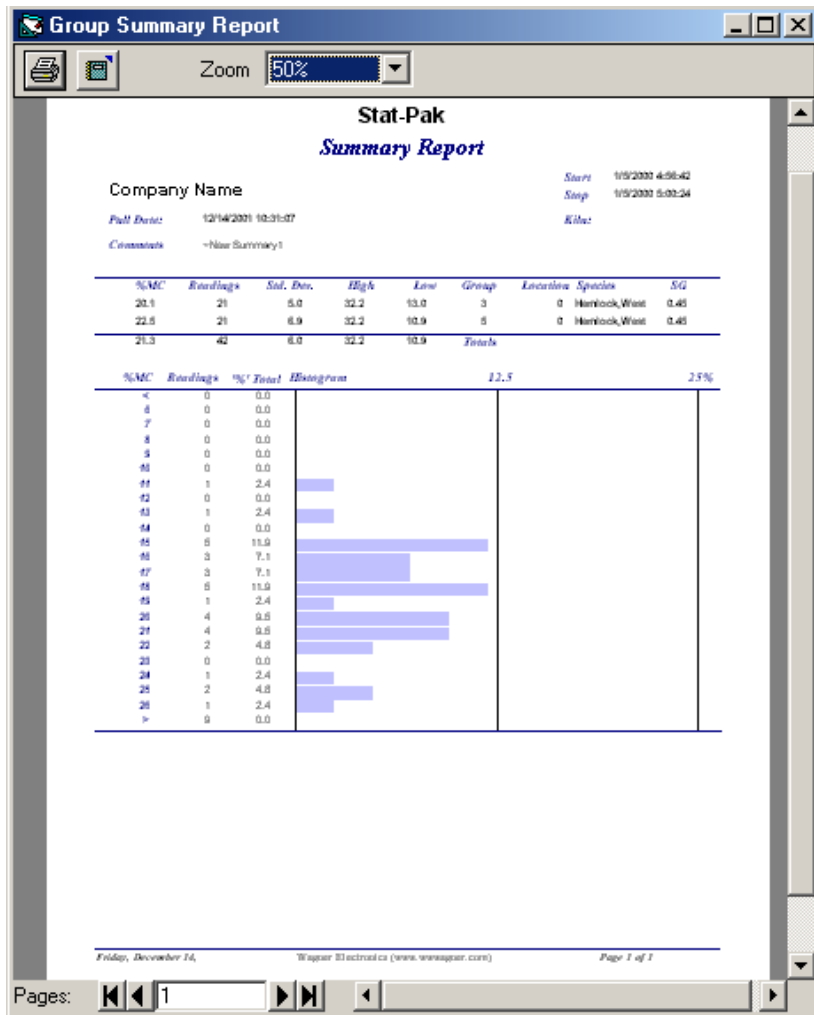 Group Summary Report
Zoom 50%
Stat-Pak
Summary Report
Start 1/5/2000 4:56:42
Company Name
Stop 1/5/2000 5:00:24
Pull Date: 12/14/2001 10:31:07 Kiln:
Comments ~New Summary1
%MC Readings Std. Dev. High Low Group Location Species SG
20.1 21 5.0 32.2 13.0 3 0 Hemlock,West 0.45
22.5 21 6.9 32.2 10.9 5 0 Hemlock,West 0.45
21.3 42 6.0 32.2 10.9 Totals
%MC Readings '%' Total Histogram 12.5 25%
< 0 0.0
6 0 0.0
7 0 0.0
8 0 0.0
9 0 0.0
10 0 0.0
11 1 2.4
12 0 0.0
13 1 2.4
14 0 0.0
15 5 11.9
16 3 7.1
17 3 7.1
18 5 11.9
19 1 2.4
20 4 9.5
21 4 9.5
22 2 4.8
23 0 0.0
24 1 2.4
25 2 4.8
26 1 2.4
> 9 0.0
Friday, December 14, Wagner Electronics (www.wwwagner.com) Page 1 of 1
Pages: 1